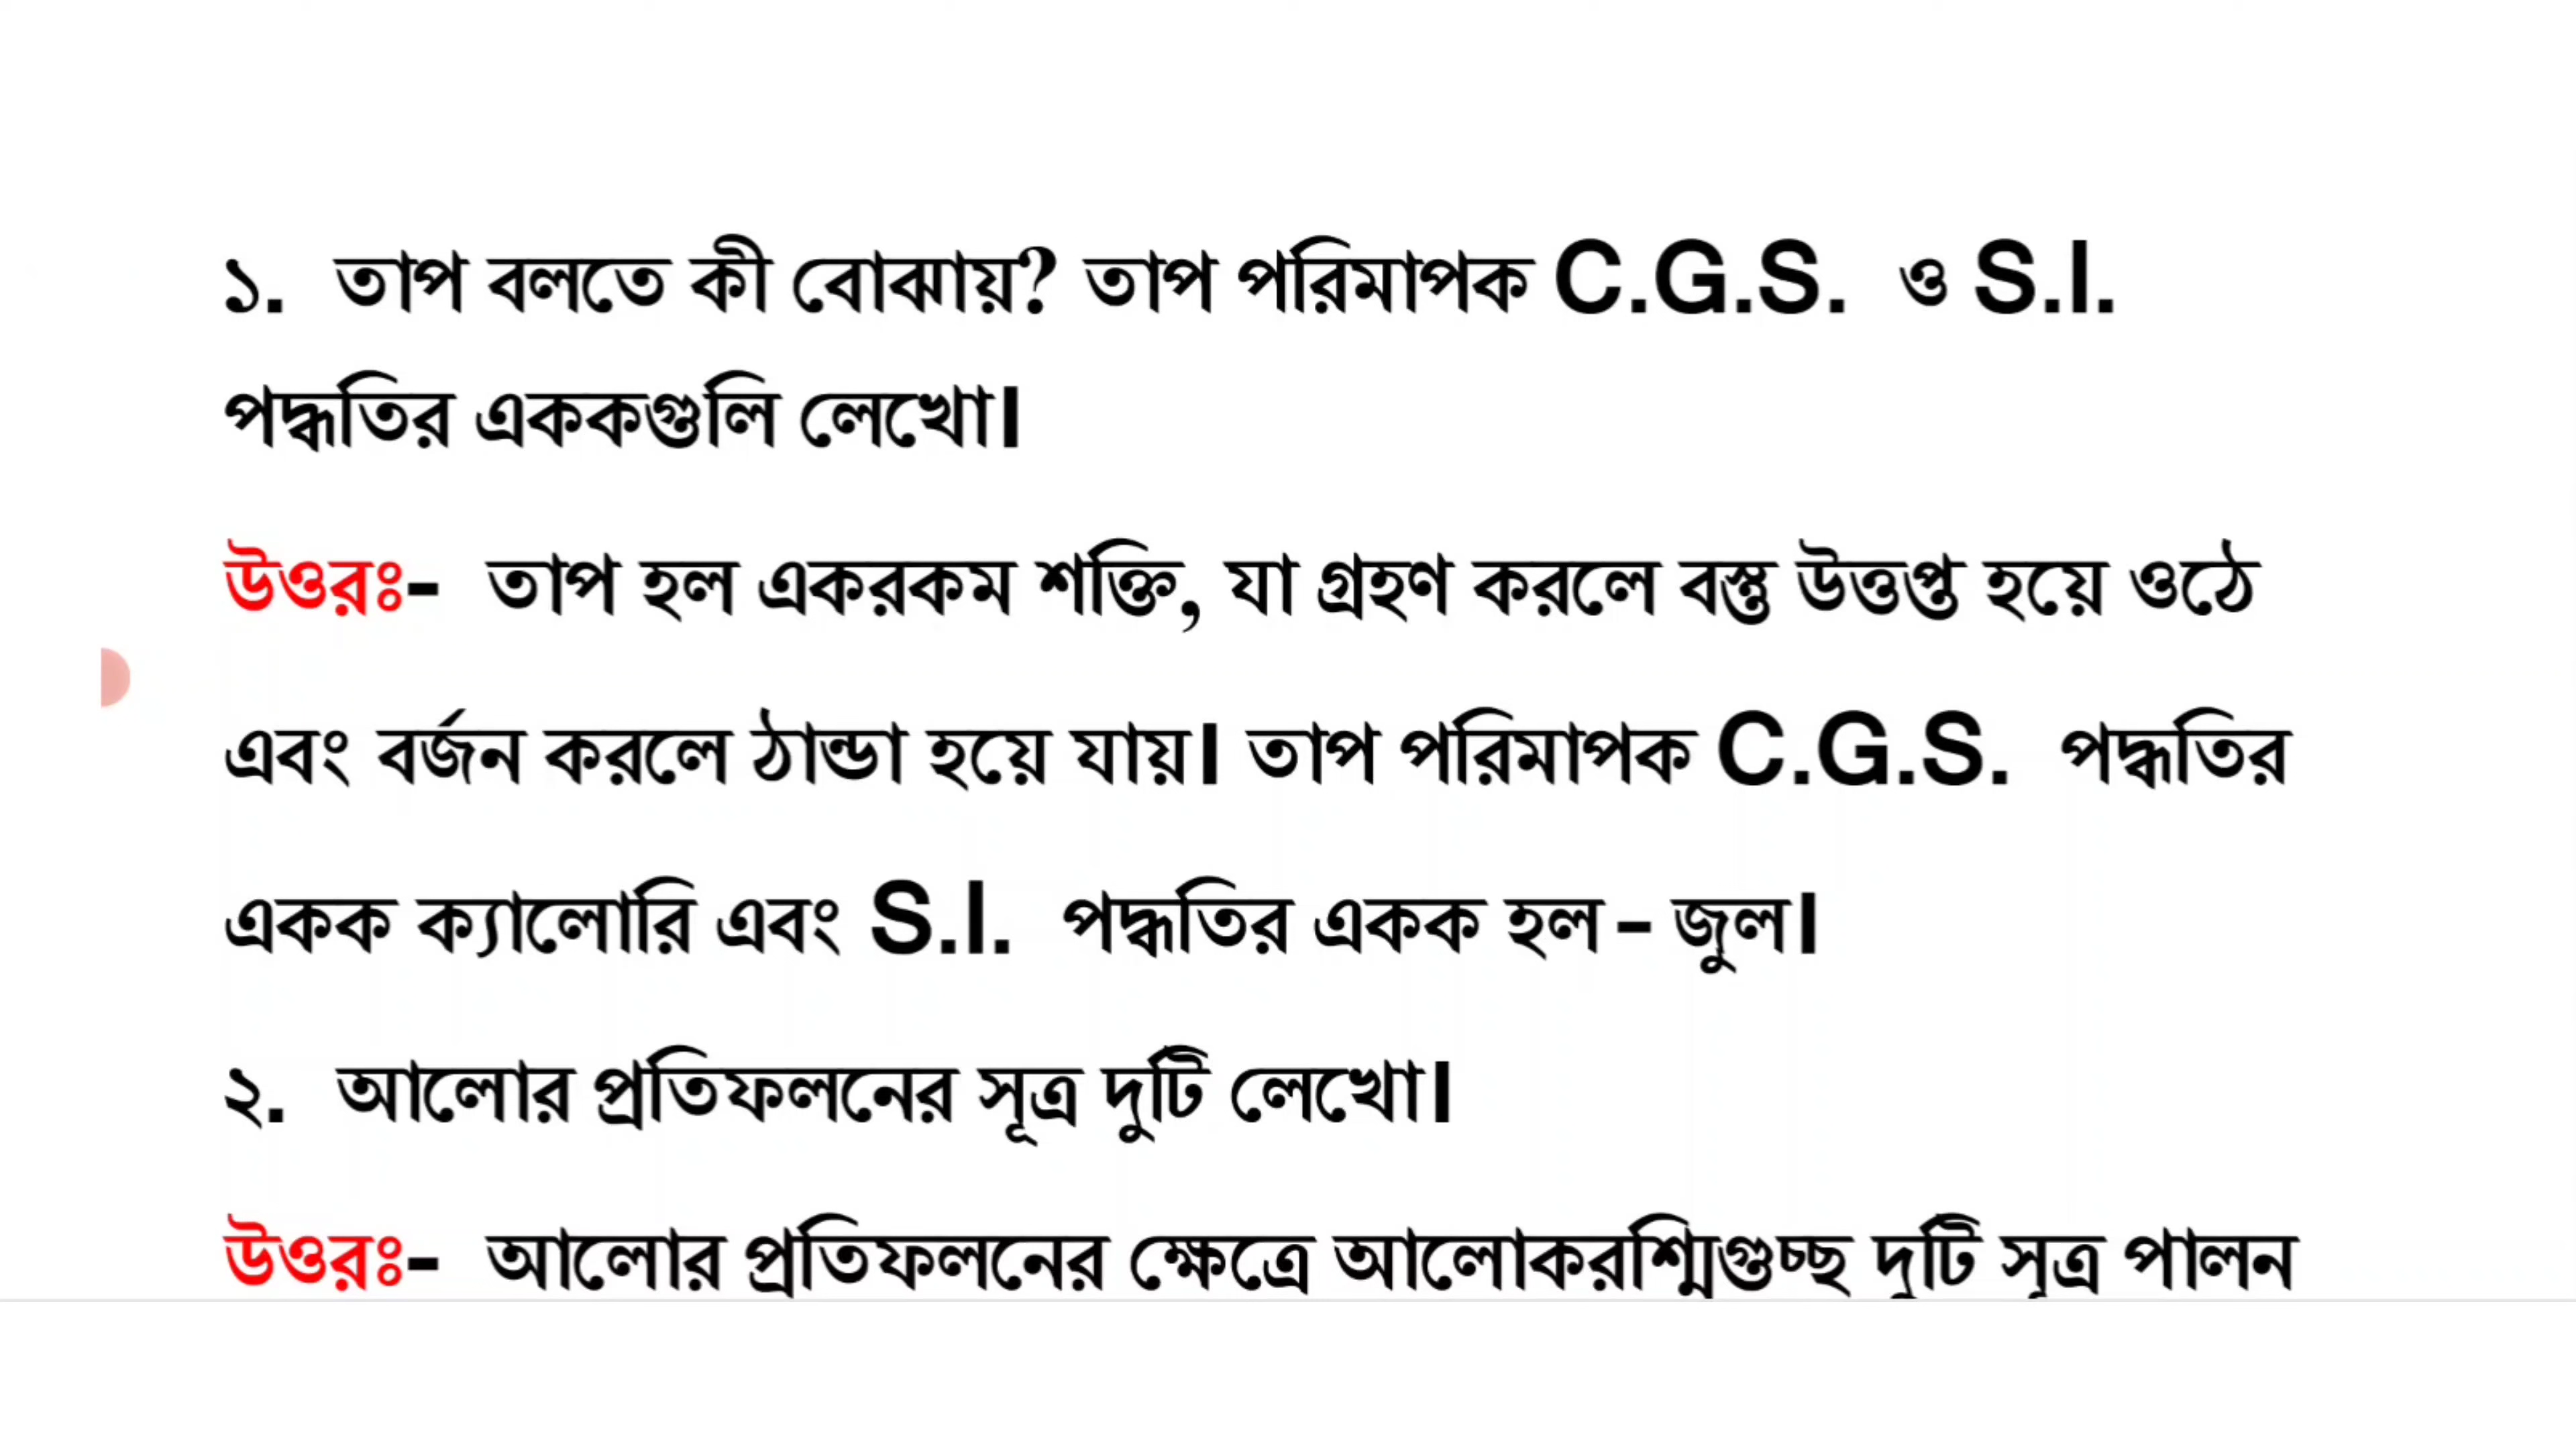 ১. তাপ বলতে কী বোঝায়? তাপ পরিমাপক C.G.S. ও S.I.
পদ্ধতির এককগুলি লেখো।
উওরঃ- তাপ হল একরকম শক্তি, যা গ্রহণ করলে বস্তু উত্তপ্ত হয়ে ওঠে
এবং বর্জন করলে ঠান্ডা হয়ে যায়। তাপ পরিমাপক C.G.S. পদ্ধতির
একক ক্যালোরি এবং S.I. পদ্ধতির একক হল – জুল।
২. আলোর প্রতিফলনের সূত্র দুটি লেখো।
উওরঃ- আলোর প্রতিফলনের ক্ষেত্রে আলোকরশ্মিগুচ্ছ দুটি সূত্র পালন